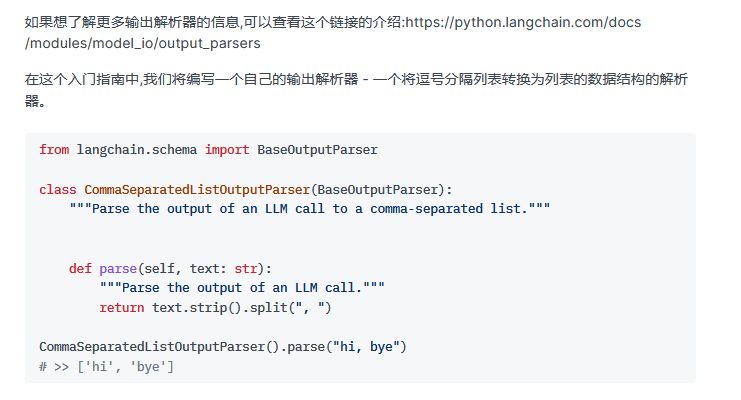 如果想了解更多输出解析器的信息,可以查看这个链接的介绍:https://python.langchain.com/docs
/modules/model_io/output_parsers
在这个入门指南中,我们将编写一个自己的输出解析器 - 一个将逗号分隔列表转换为列表的数据结构的解析
器。
from langchain.schema import BaseOutputParser
class CommaSeparatedListOutputParser(BaseOutputParser):
    """Parse the output of an LLM call to a comma-separated list."""
    def parse(self, text: str):
        """Parse the output of an LLM call."""
        return text.strip().split(", ")
CommaSeparatedListOutputParser().parse("hi, bye")
# >> ['hi', 'bye']